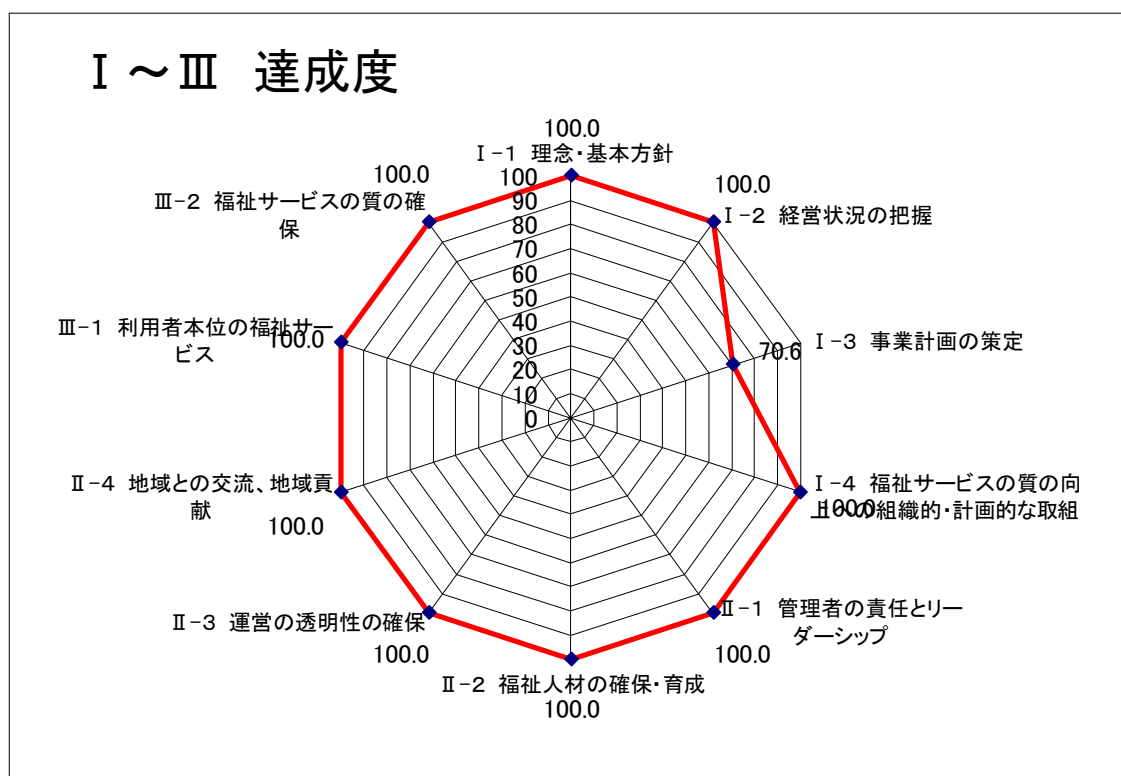 Ⅰ～Ⅲ 達成度
100.0
Ⅰ-1 理念・基本方針
100.0
Ⅰ-2 経営状況の把握
70.6
Ⅰ-3 事業計画の策定
Ⅰ-4 福祉サービスの質の向
上への組織的・計画的な取組
100.0
Ⅱ-1 管理者の責任とリー
ダーシップ
100.0
Ⅱ-2 福祉人材の確保・育成
100.0
Ⅱ-3 運営の透明性の確保
100.0
Ⅱ-4 地域との交流、地域貢
献
100.0
Ⅲ-1 利用者本位の福祉サー
ビス
100.0
100.0
Ⅲ-2 福祉サービスの質の確
保
100
90
80
70
60
50
40
30
20
10
0